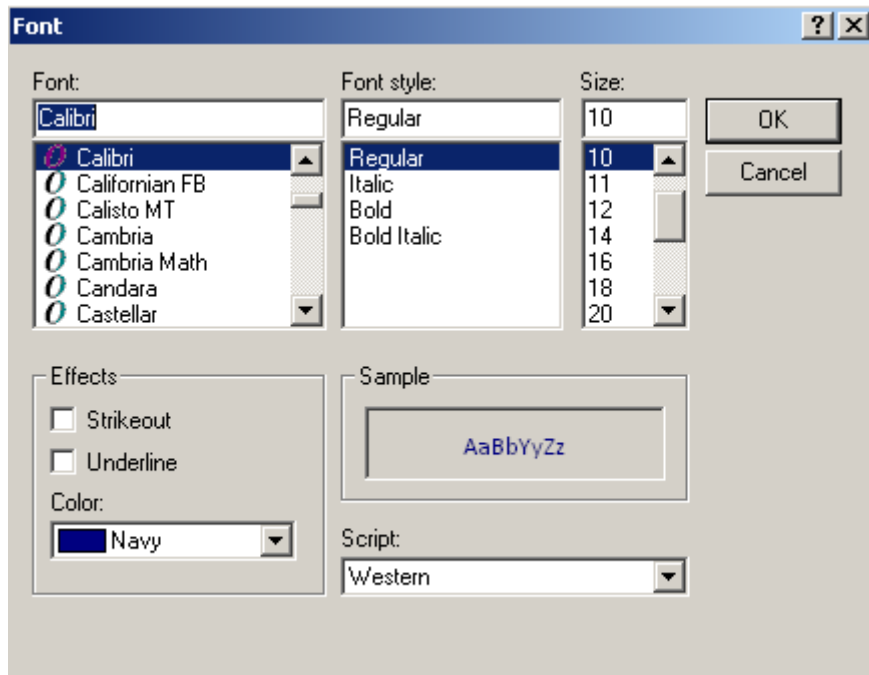 Font
Font:
Font style:
Size:
Calibri
Regular
10
OK
Cancel
Calibri
Californian FB
Calisto MT
Cambria
Cambria Math
Candara
Castellar
Regular
Italic
Bold
Bold Italic
10
11
12
14
16
18
20
Effects
Strikeout
Underline
Color:
Navy
Sample
AaBbYyZz
Script:
Western